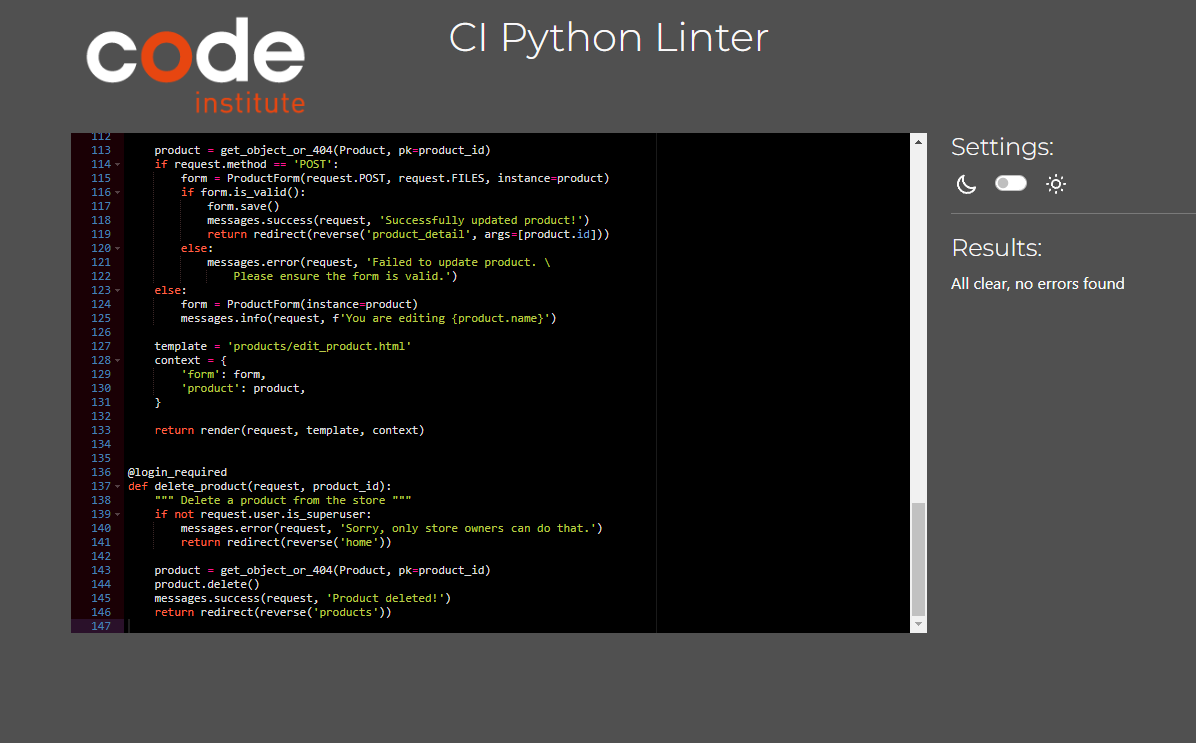 code
institute
CI Python Linter
112
113 product = get_object_or_404(Product, pk=product_id)
114 if request.method == 'POST':
115 form = ProductForm(request.POST, request.FILES, instance=product)
116 if form.is_valid():
117 form.save()
118 messages.success(request, 'Successfully updated product!')
119 return redirect(reverse('product_detail', args=[product.id]))
120 else:
121 messages.error(request, 'Failed to update product. \
122 Please ensure the form is valid.')
123 else:
124 form = ProductForm(instance=product)
125 messages.info(request, f'You are editing {product.name}')
126
127 template = 'products/edit_product.html'
128 context = {
129 'form': form,
130 'product': product,
131 }
132
133 return render(request, template, context)
134
135
136 @login_required
137 def delete_product(request, product_id):
138 """ Delete a product from the store """
139 if not request.user.is_superuser:
140 messages.error(request, 'Sorry, only store owners can do that.')
141 return redirect(reverse('home'))
142
143 product = get_object_or_404(Product, pk=product_id)
144 product.delete()
145 messages.success(request, 'Product deleted!')
146 return redirect(reverse('products'))
147
Settings:
Results:
All clear, no errors found